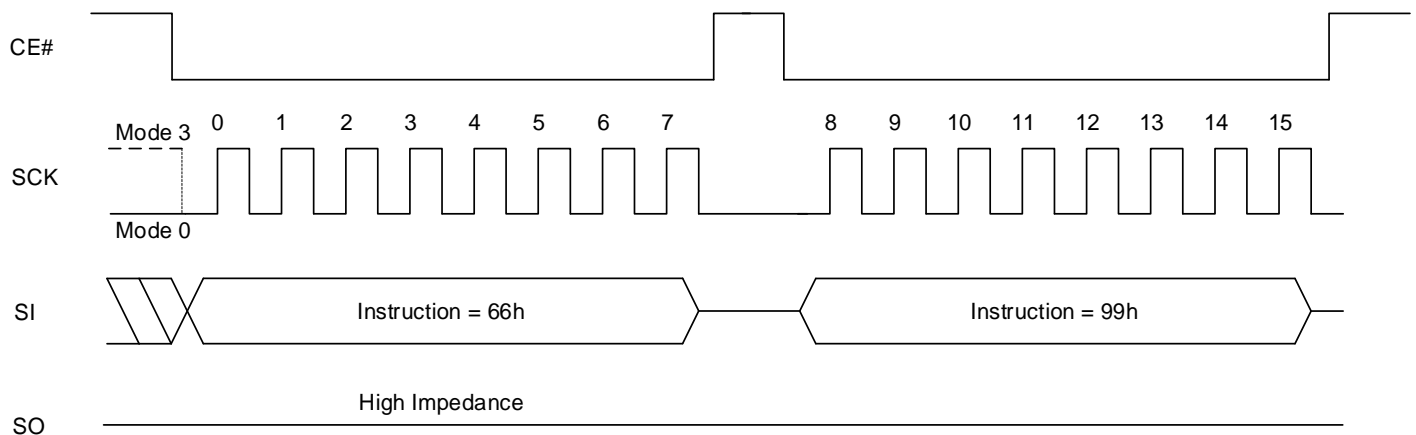 CE#
Mode 3 0 1 2 3 4 5 6 7 8 9 10 11 12 13 14 15
SCK
Mode 0
SI Instruction = 66h Instruction = 99h
High Impedance
SO